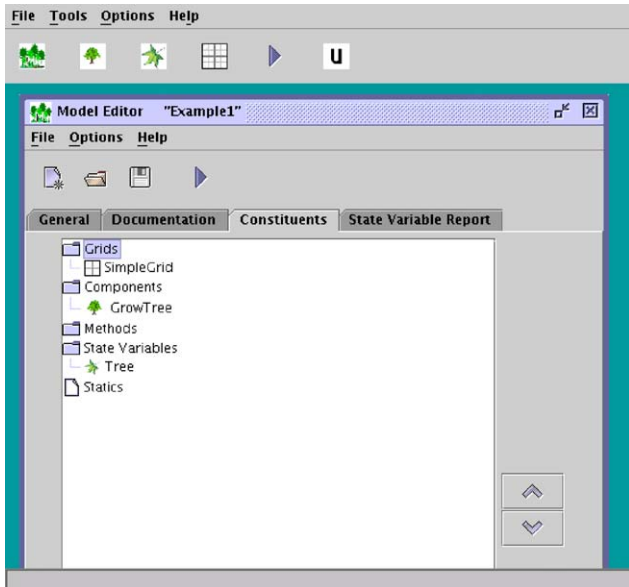 File Tools Options Help
U
Model Editor "Example1"
File Options Help
General Documentation Constituents State Variable Report
Grids
SimpleGrid
Components
GrowTree
Methods
State Variables
Tree
Statics